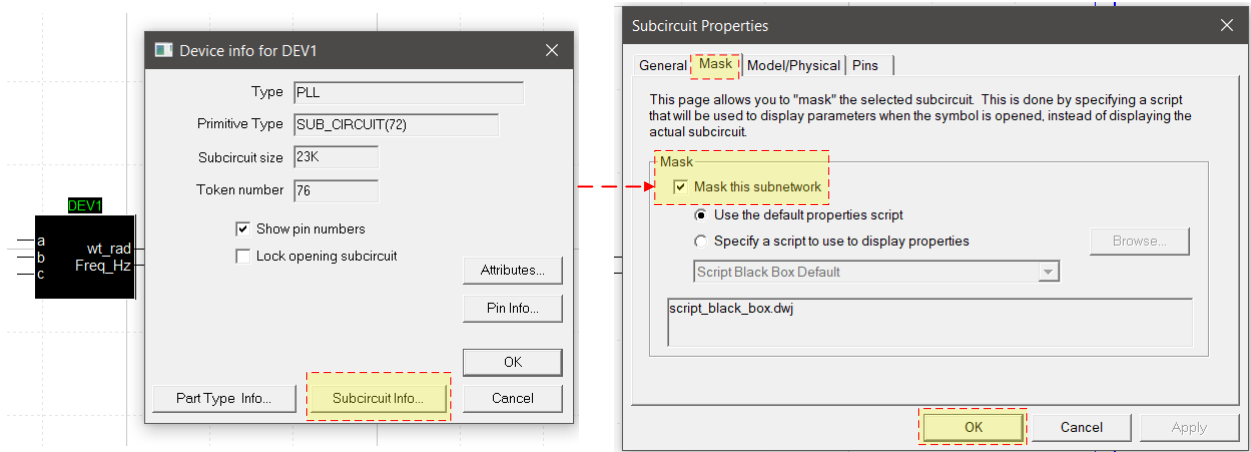 DEV1
a
b
c
wt_rad
Freq_Hz
Device info for DEV1
Type PLL
Primitive Type SUB_CIRCUIT(72)
Subcircuit size 23K
Token number 76
Show pin numbers
Lock opening subcircuit
Attributes...
Pin Info...
OK
Part Type Info... Subcircuit Info... Cancel
Subcircuit Properties
General Mask Model/Physical Pins
This page allows you to "mask" the selected subcircuit. This is done by specifying a script
that will be used to display parameters when the symbol is opened, instead of displaying the
actual subcircuit.
Mask
Mask this subnetwork
Use the default properties script
Specify a script to use to display properties Browse...
Script Black Box Default
script_black_box.dwj
OK Cancel Apply